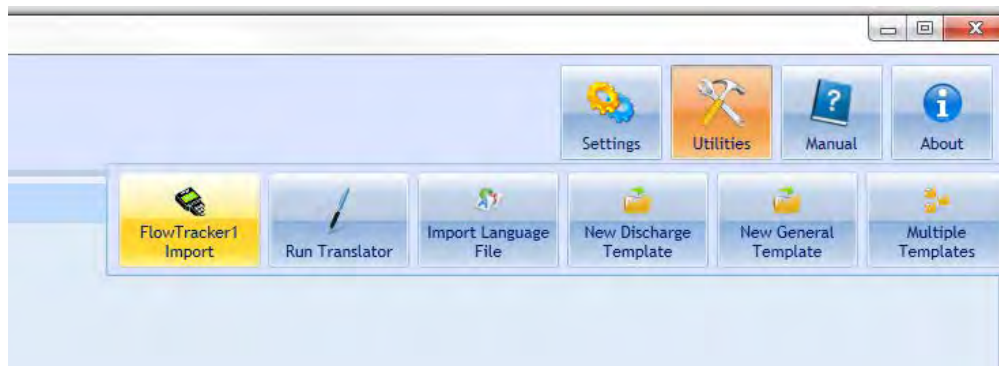 Settings
Utilities
Manual
About
FlowTracker1
Import
Run Translator
Import Language
File
New Discharge
Template
New General
Template
Multiple
Templates